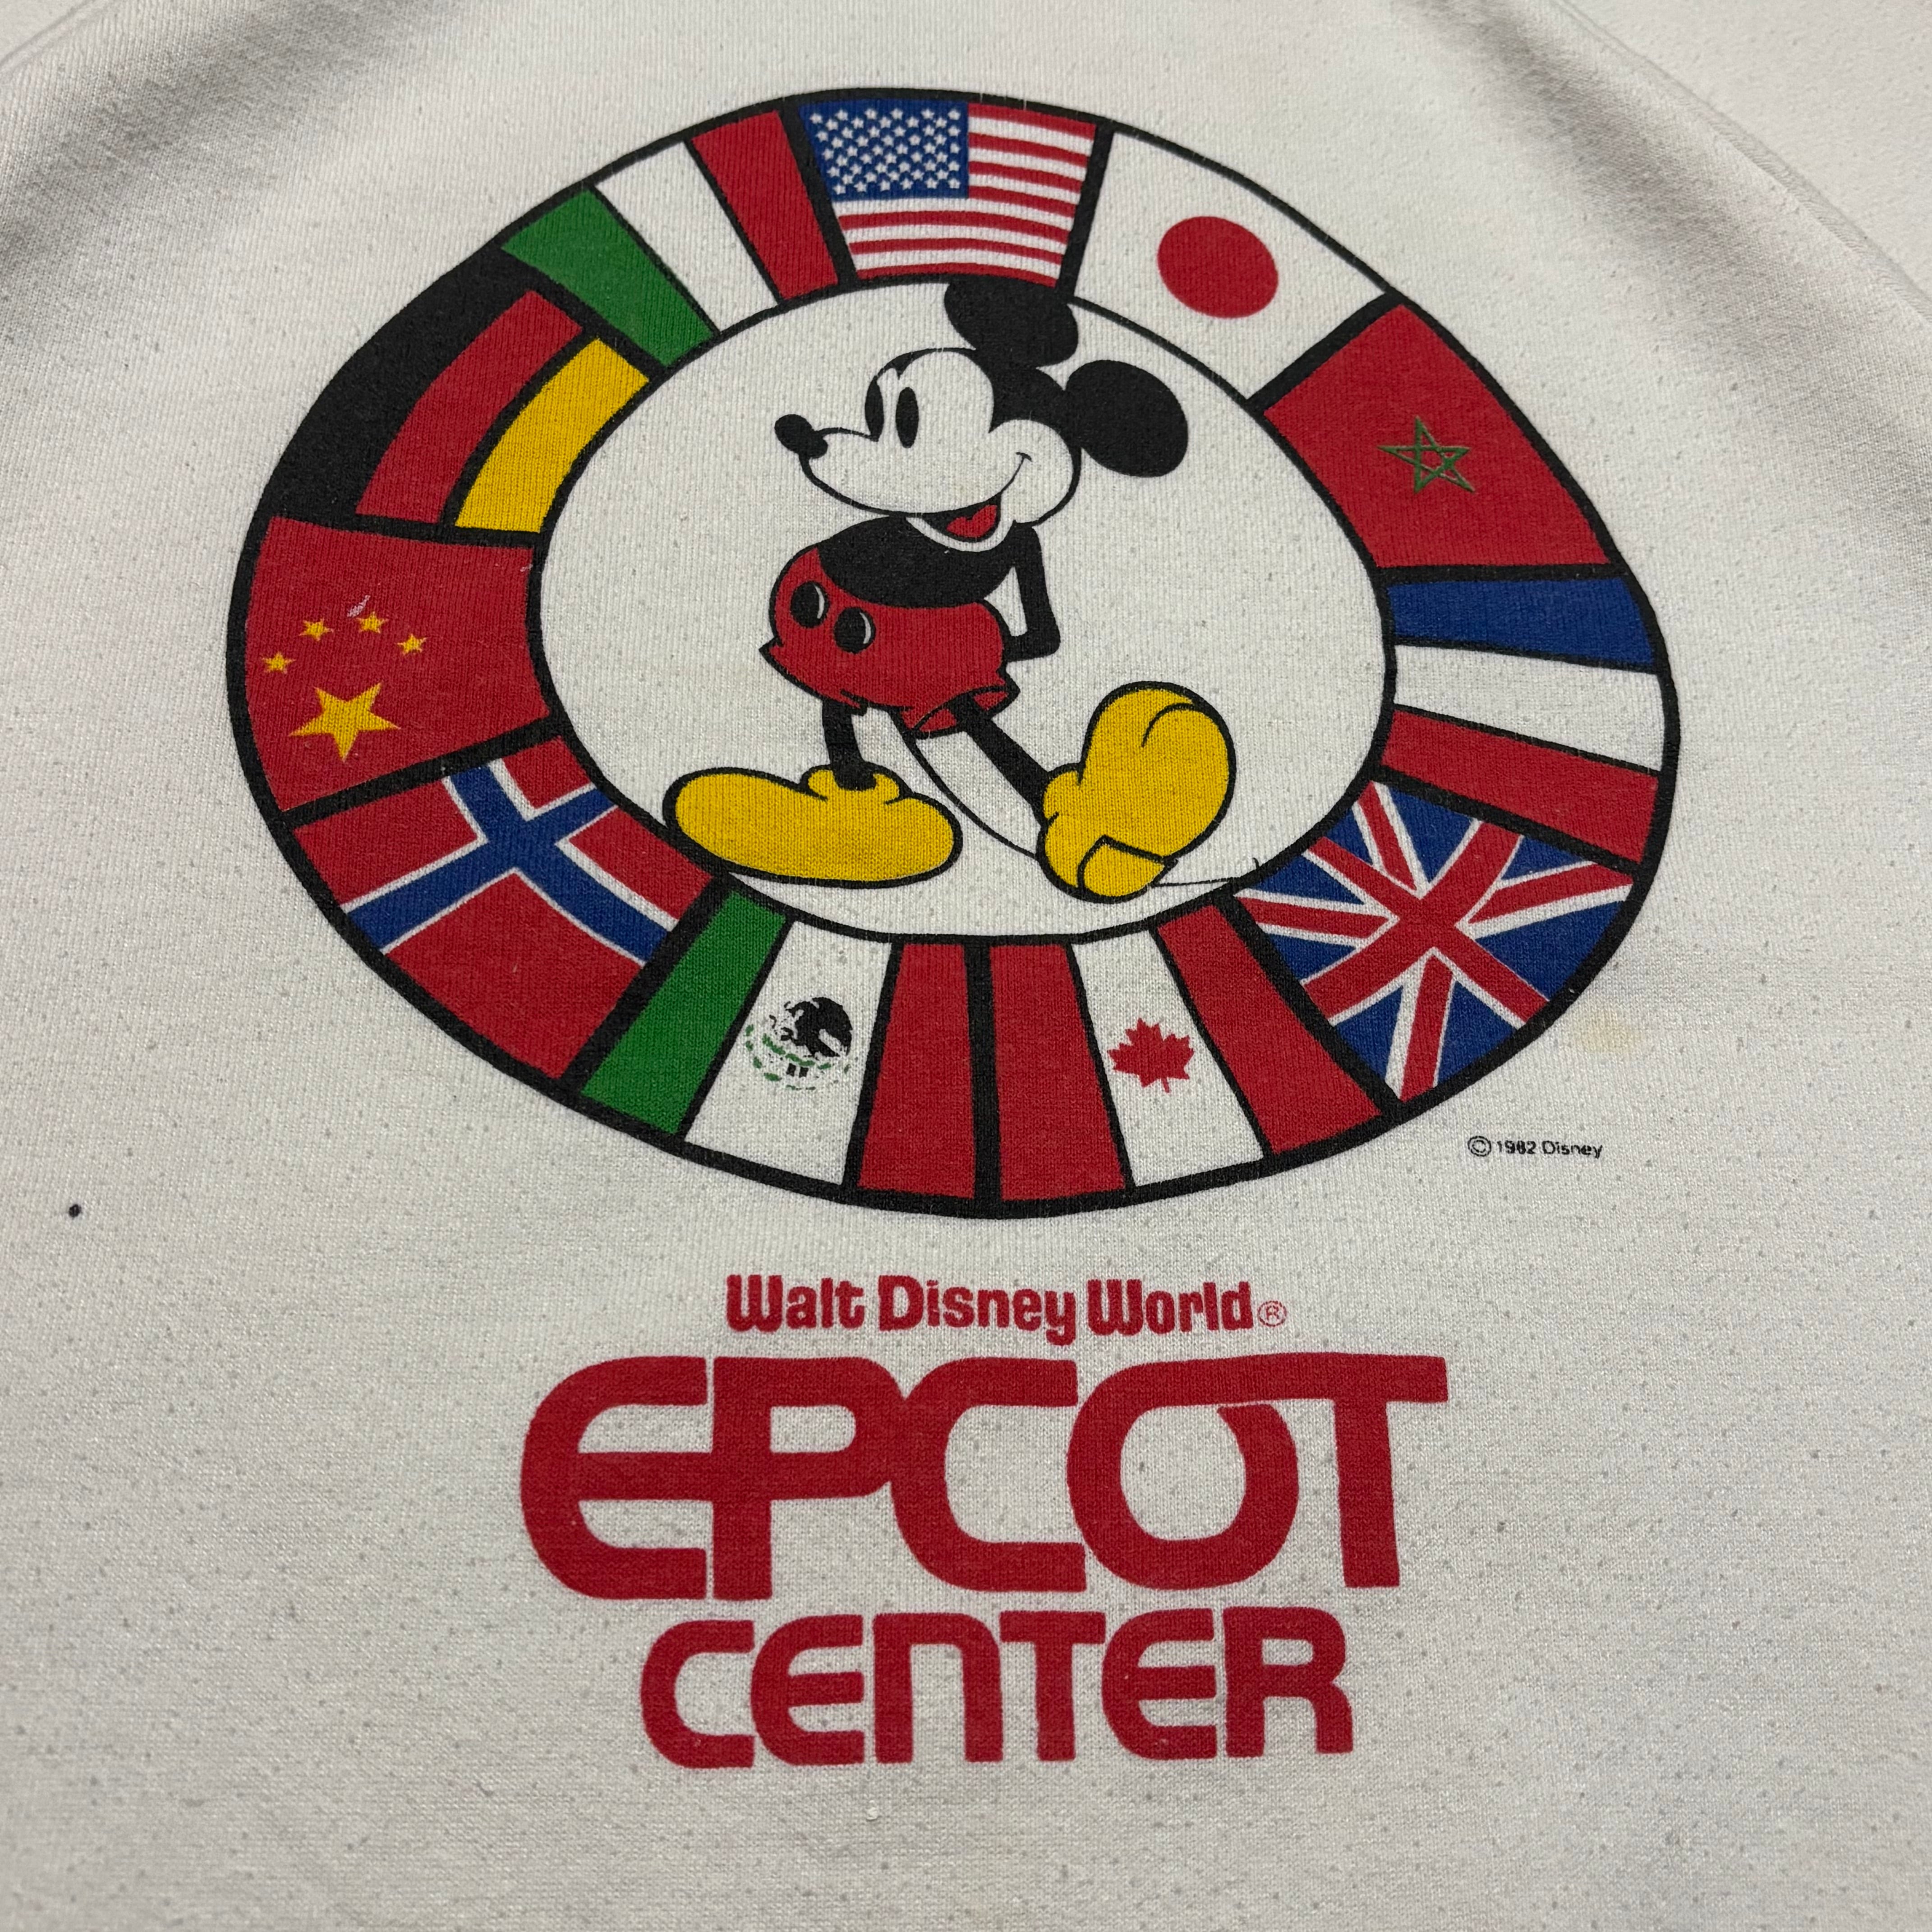 © 1982 Disney
Walt Disney World®
EPCOT
CENTER